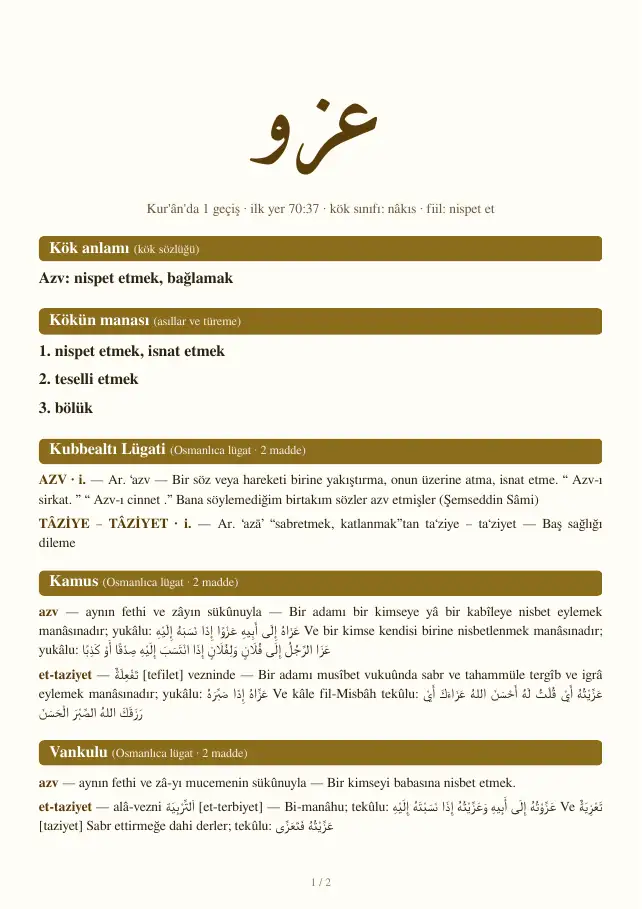 عزو
Kur'ân'da 1 geçiş · ilk yer 70:37 · kök sınıfı: nâkıs · fiil: nispet et
Kök anlamı (kök sözlüğü)
Azv: nispet etmek, bağlamak
Kökün manası (asıllar ve türeme)
1. nispet etmek, isnat etmek
2. teselli etmek
3. bölük
Kubbealtı Lügati (Osmanlıca lügat · 2 madde)
AZV · i. — Ar. ‘azv — Bir söz veya hareketi birine yakıştırma, onun üzerine atma, isnat etme. “ Azv-ı
sirkat. ” “ Azv-ı cinnet .” Bana söylemediğim birtakım sözler azv etmişler (Şemseddin Sâmi)
TÂZİYE – TÂZİYET · i. — Ar. ‘azā’ “sabretmek, katlanmak”tan ta‘ziye – ta‘ziyet — Baş sağlığı
dileme
Kamus (Osmanlıca lügat · 2 madde)
azv — aynın fethi ve zâyın sükûnuyla — Bir adamı bir kimseye yâ bir kabîleye nisbet eylemek
manâsınadır; yukâlu: عَزَاهُ إِلَى أَبِيهِ عَزْوًا إِذَا نَسَبَهُ إِلَيْهِ Ve bir kimse kendisi birine nisbetlenmek manâsınadır;
yukâlu: عَزَا الرَّجُلُ إِلَى فُلَانٍ وَلِفُلَانٍ إِذَا انْتَسَبَ إِلَيْهِ صِدْقًا أَوْ كَذِبًا
et-taziyet — تَفْعِلَةٌ [tefilet] vezninde — Bir adamı musîbet vukuûnda sabr ve tahammüle tergîb ve igrâ
eylemek manâsınadır; yukâlu: عَزَّاهُ إِذَا صَبَّرَهُ Ve kâle fil-Misbâh tekûlu: عَزَّيْتُهُ أَيْ قُلْتُ لَهُ أَحْسَنَ اللهُ عَزَاءَكَ أَيْ
رَزَقَكَ اللهُ الصَّبْرَ الْحَسَنَ
Vankulu (Osmanlıca lügat · 2 madde)
azv — aynın fethi ve zâ-yı mucemenin sükûnuyla — Bir kimseyi babasına nisbet etmek.
et-taziyet — alâ-vezni اَلتَّرْبِيَة [et-terbiyet] — Bi-manâhu; tekûlu: عَزَوْتُهُ إِلَى أَبِيهِ وَعَزَّيْتُهُ إِذَا نَسَبْتَهُ إِلَيْهِ Ve تَعْزِيَةٌ
[taziyet] Sabr ettirmeğe dahi derler; tekûlu: عَزَّيْتُهُ فَتَعَزَّى
1 / 2